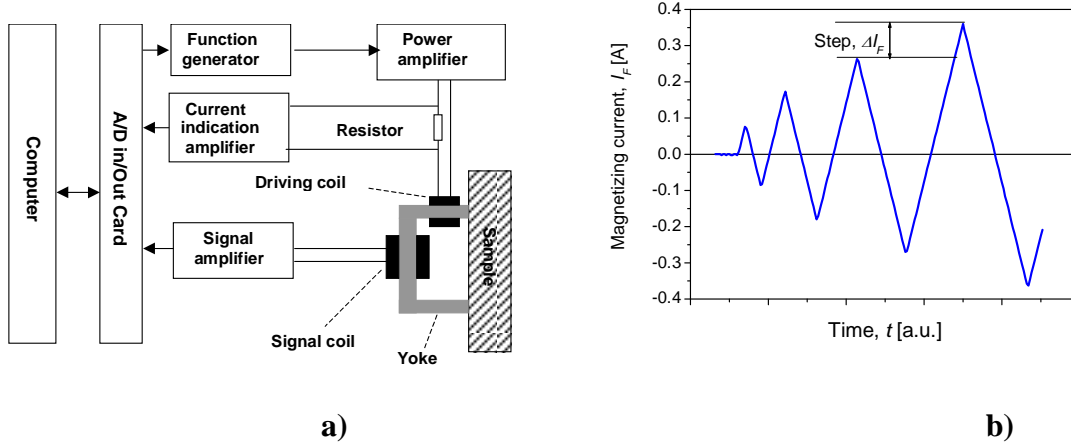 Computer
A/D in/Out Card
Function
generator
Power
amplifier
Current
indication
amplifier
Resistor
Driving coil
Signal
amplifier
Sample
Signal coil
Yoke
a)
Magnetizing current, I_F [A]
0.4
0.3
0.2
0.1
0.0
-0.1
-0.2
-0.3
-0.4
Step, ΔI_F
Time, t [a.u.]
b)